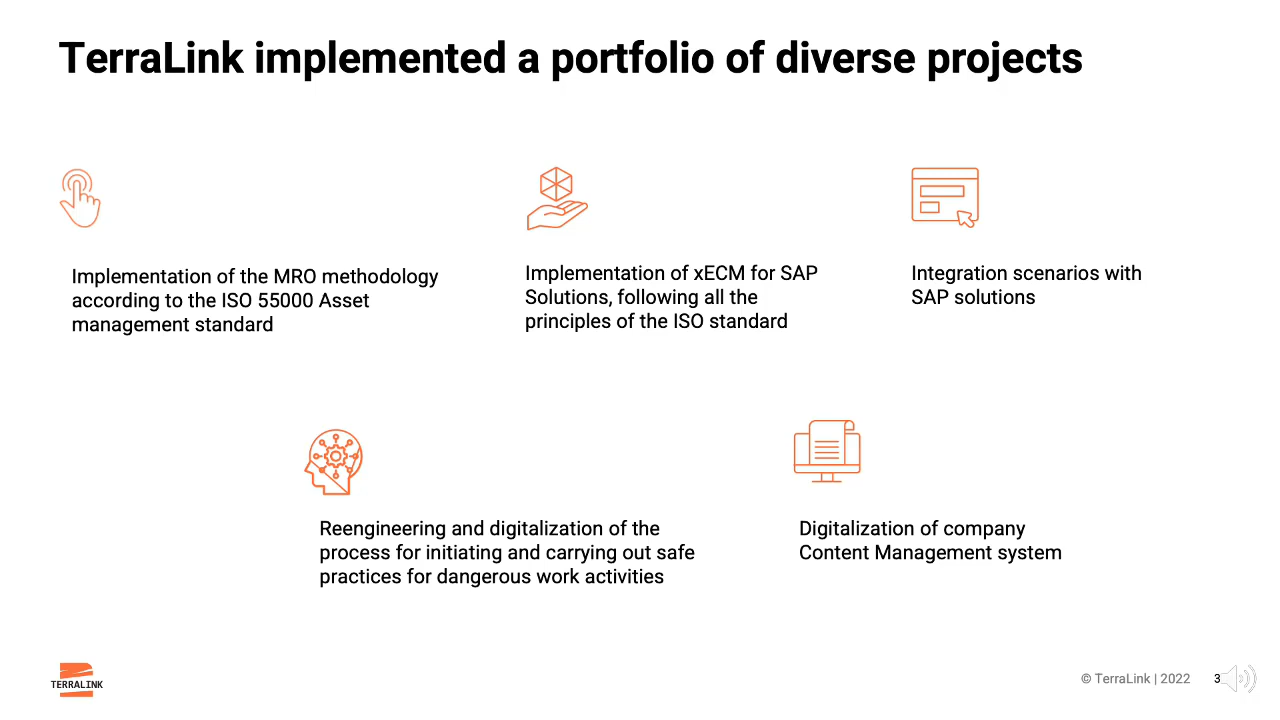 TerraLink implemented a portfolio of diverse projects
Implementation of the MRO methodology
according to the ISO 55000 Asset
management standard
Implementation of xECM for SAP
Solutions, following all the
principles of the ISO standard
Integration scenarios with
SAP solutions
Reengineering and digitalization of the
process for initiating and carrying out safe
practices for dangerous work activities
Digitalization of company
Content Management system
TERRALINK
© TerraLink | 2022
3